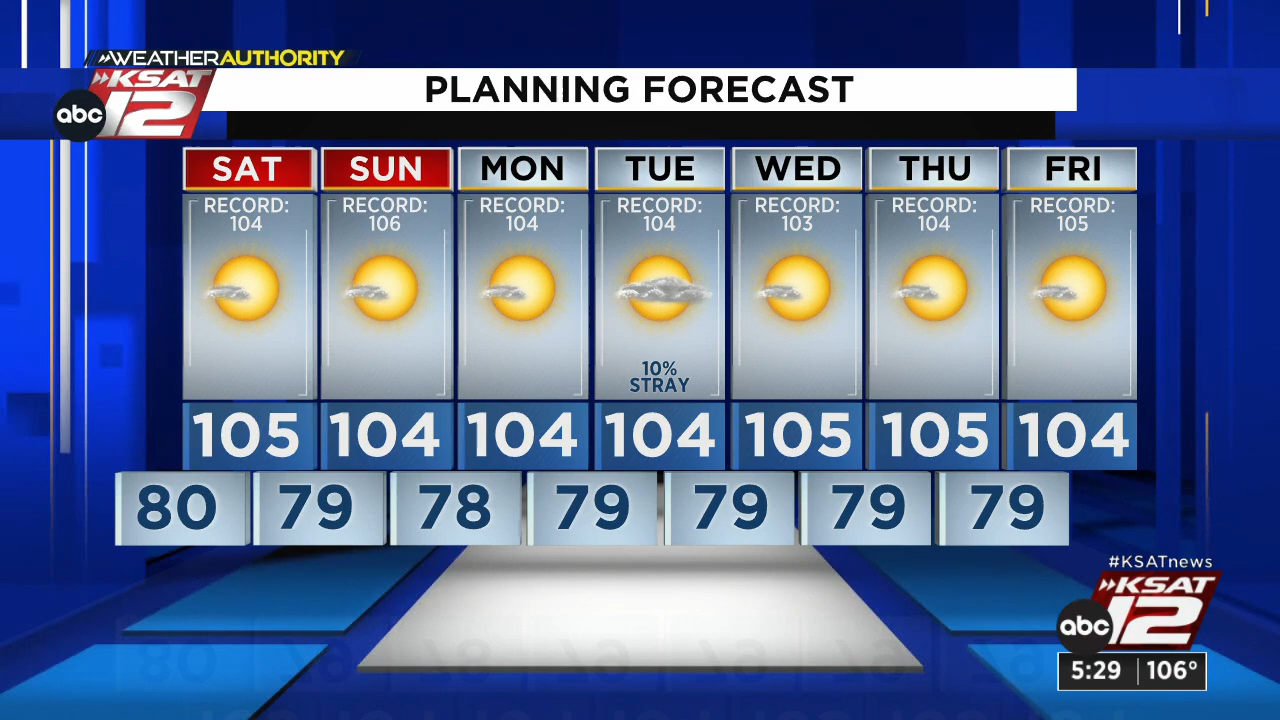 WEATHERAUTHORITY
KSAT
12
abc
PLANNING FORECAST
SAT SUN MON TUE WED THU FRI
RECORD: RECORD: RECORD: RECORD: RECORD: RECORD: RECORD:
104 106 104 104 103 104 105
10%
STRAY
105 104 104 104 105 105 104
80 79 78 79 79 79 79
#KSATnews
KSAT
12
abc
5:29 106°